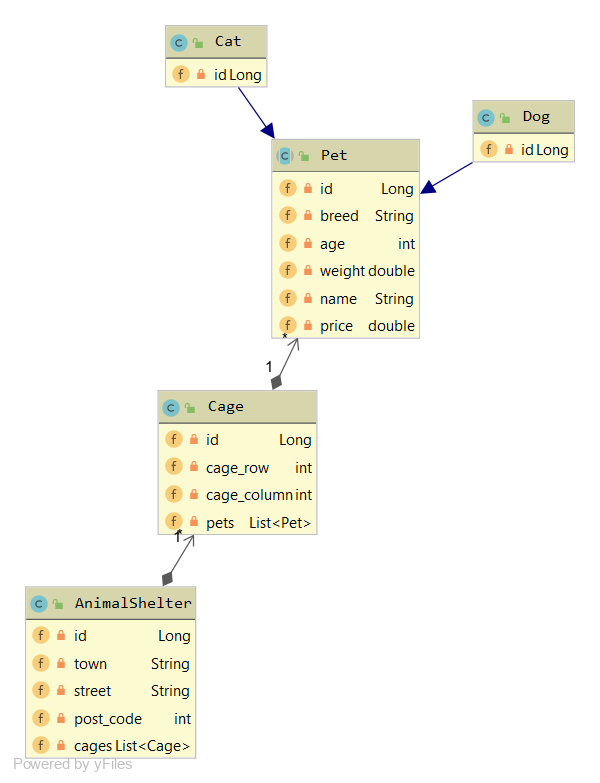 Cat
id Long
Dog
id Long
Pet
id Long
breed String
age int
weight double
name String
price double
*
1
Cage
id Long
cage_row int
cage_column int
pets List<Pet>
*
1
AnimalShelter
id Long
town String
street String
post_code int
cages List<Cage>
Powered by yFiles